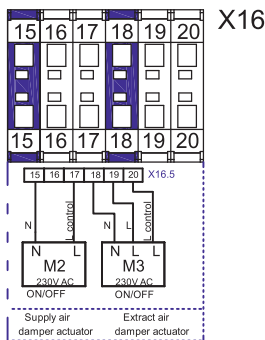 X16
15 16 17 18 19 20
15 16 17 18 19 20
15 16 17 18 19 20 X16.5
N L control N L L control
N L N L L
M2 M3
230V AC 230V AC
ON/OFF ON/OFF
Supply air Extract air
damper actuator damper actuator